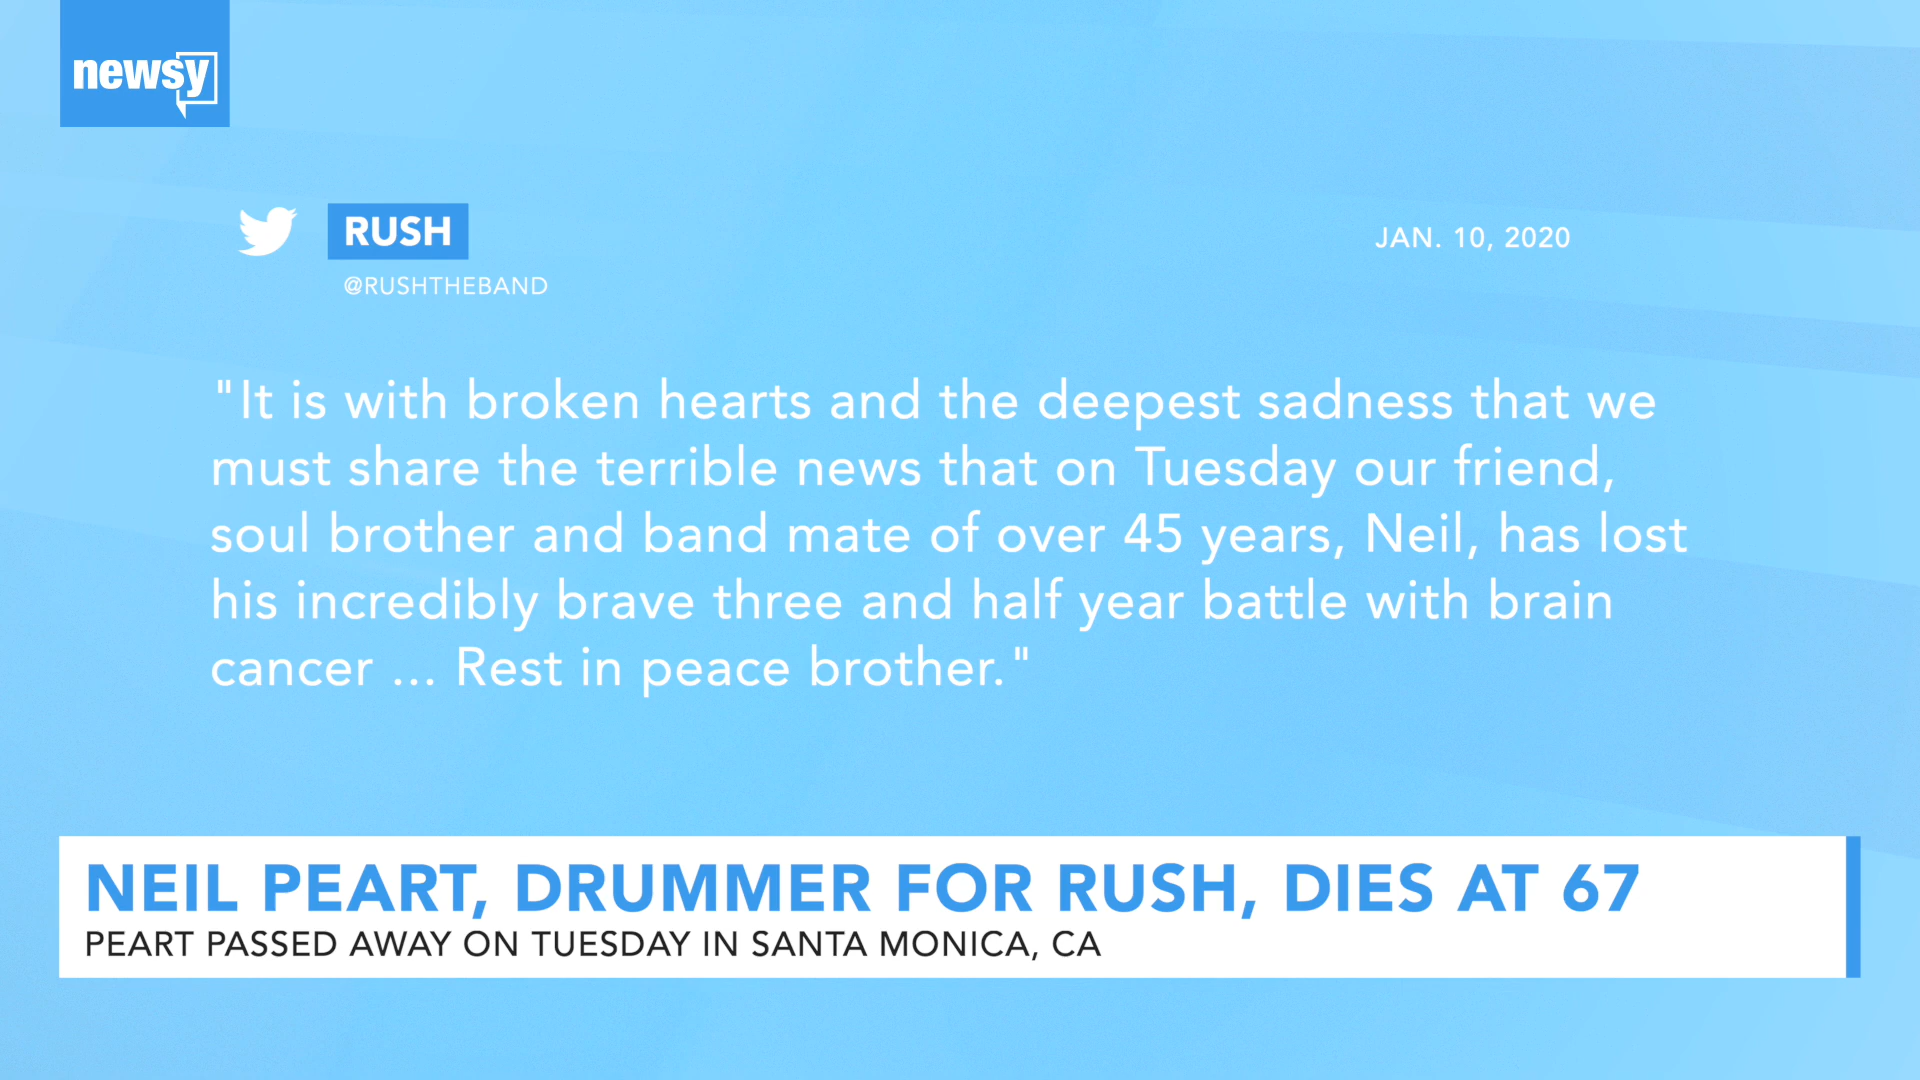 newsy
RUSH
JAN. 10, 2020
@RUSHTHEBAND
"It is with broken hearts and the deepest sadness that we
must share the terrible news that on Tuesday our friend,
soul brother and band mate of over 45 years, Neil, has lost
his incredibly brave three and half year battle with brain
cancer ... Rest in peace brother."
NEIL PEART, DRUMMER FOR RUSH, DIES AT 67
PEART PASSED AWAY ON TUESDAY IN SANTA MONICA, CA